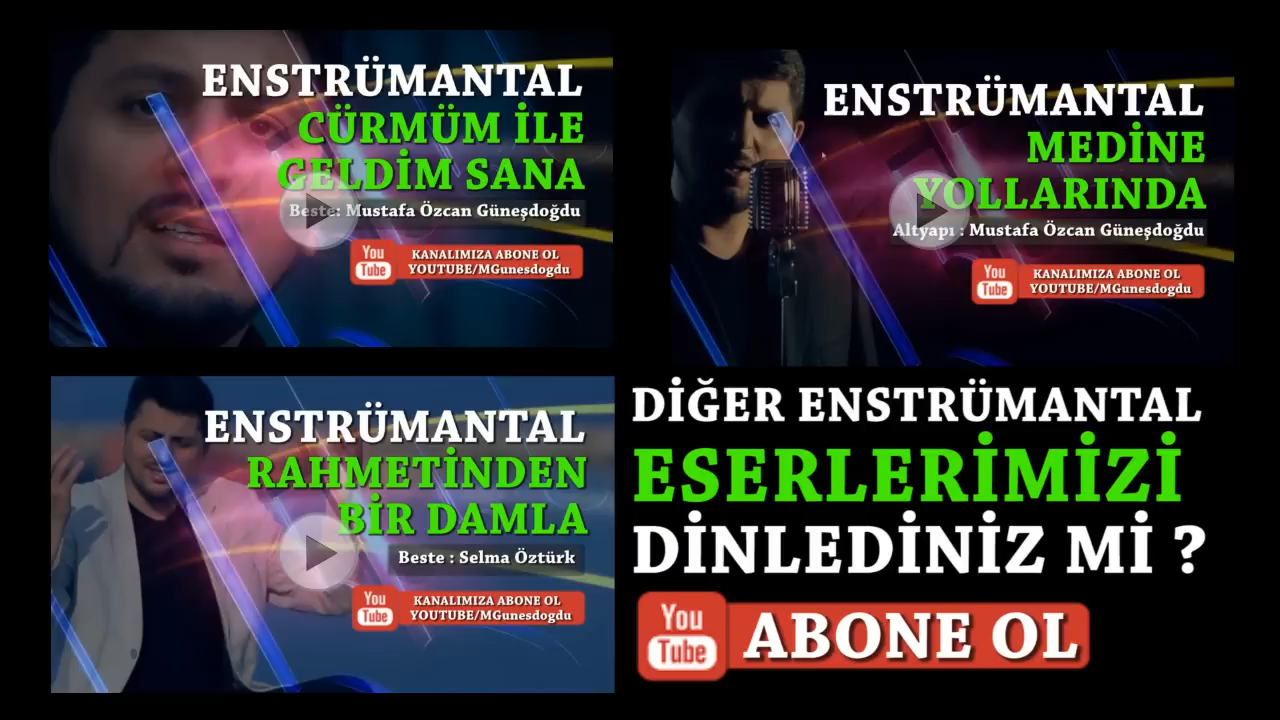 ENSTRÜMANTAL
CÜRMÜM İLE
GELDİM SANA
Beste: Mustafa Özcan Güneşdoğdu
You Tube
KANALIMIZA ABONE OL
YOUTUBE/MGunesdogdu
ENSTRÜMANTAL
MEDİNE
YOLLARINDA
Altyapı : Mustafa Özcan Güneşdoğdu
You Tube
KANALIMIZA ABONE OL
YOUTUBE/MGunesdogdu
ENSTRÜMANTAL
RAHMETİNDEN
BİR DAMLA
Beste : Selma Öztürk
You Tube
KANALIMIZA ABONE OL
YOUTUBE/MGunesdogdu
DİĞER ENSTRÜMANTAL
ESERLERİMİZİ
DİNLEDİNİZ Mİ ?
You Tube
ABONE OL